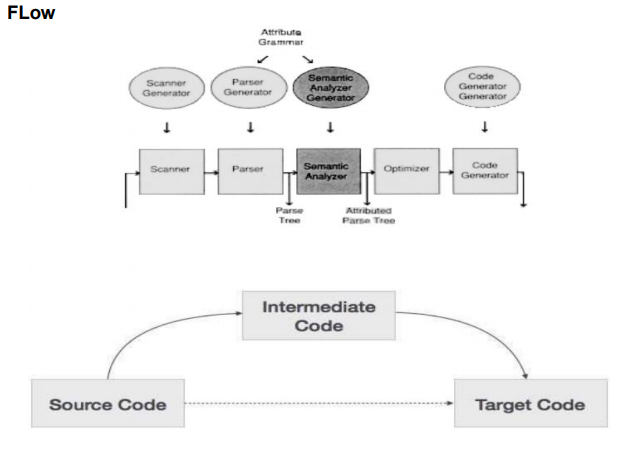 FLow
Attribute
Grammar
Scanner
Generator
Parser
Generator
Semantic
Analyzer
Generator
Code
Generator
Generator
Scanner
Parser
Semantic
Analyzer
Optimizer
Code
Generator
Parse
Tree
Attributed
Parse Tree
Intermediate
Code
Source Code
Target Code